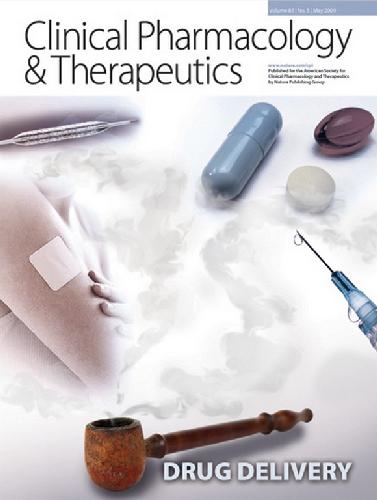 Volume 85 | No. 5 | May 2009
Clinical Pharmacology
& Therapeutics
www.nature.com/cpt
Published for the American Society for
Clinical Pharmacology and Therapeutics
by Nature Publishing Group
DRUG DELIVERY